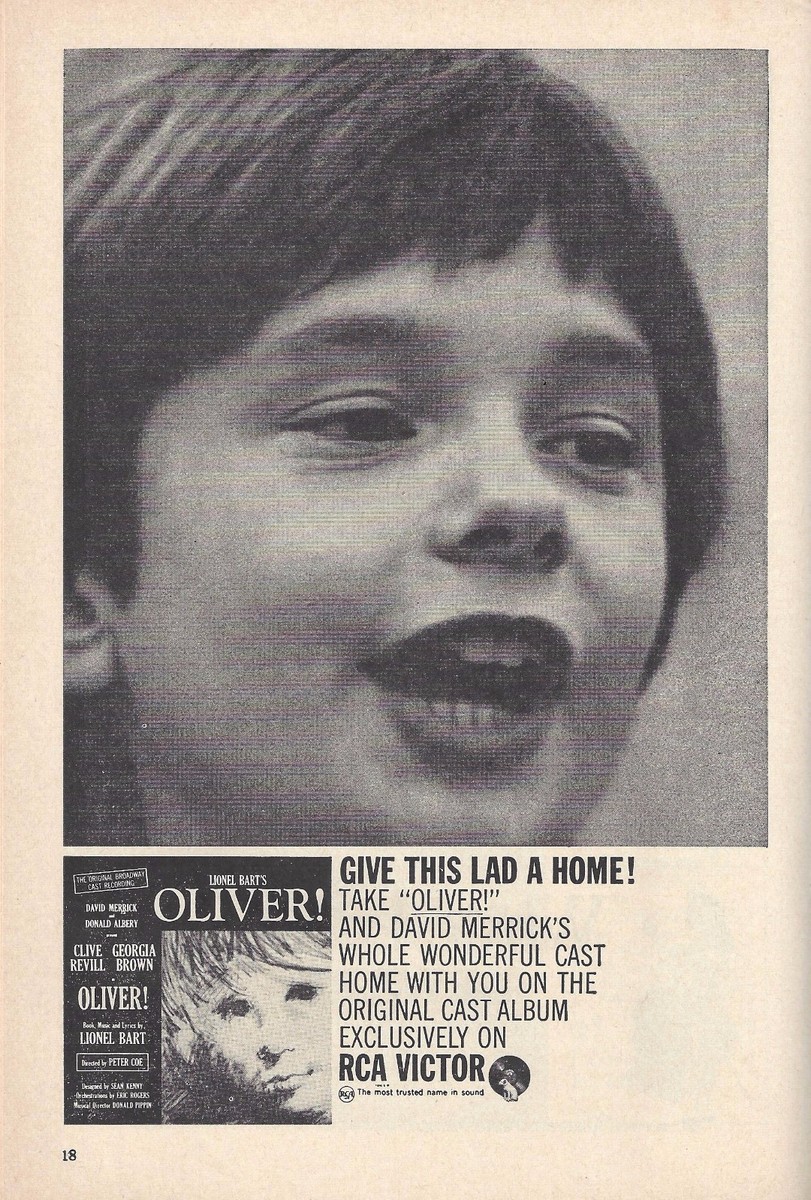 THE ORIGINAL BROADWAY
CAST RECORDING
DAVID MERRICK
and
DONALD ALBERY
present
CLIVE GEORGIA
REVILL BROWN
OLIVER!
Book, Music and Lyrics by
LIONEL BART
Directed by PETER COE
Designed by SEAN KENNY
Orchestrations by ERIC ROGERS
Musical Director DONALD PIPPIN
LIONEL BART'S
OLIVER!
GIVE THIS LAD A HOME!
TAKE “OLIVER!”
AND DAVID MERRICK'S
WHOLE WONDERFUL CAST
HOME WITH YOU ON THE
ORIGINAL CAST ALBUM
EXCLUSIVELY ON
RCA VICTOR
RCA The most trusted name in sound
18